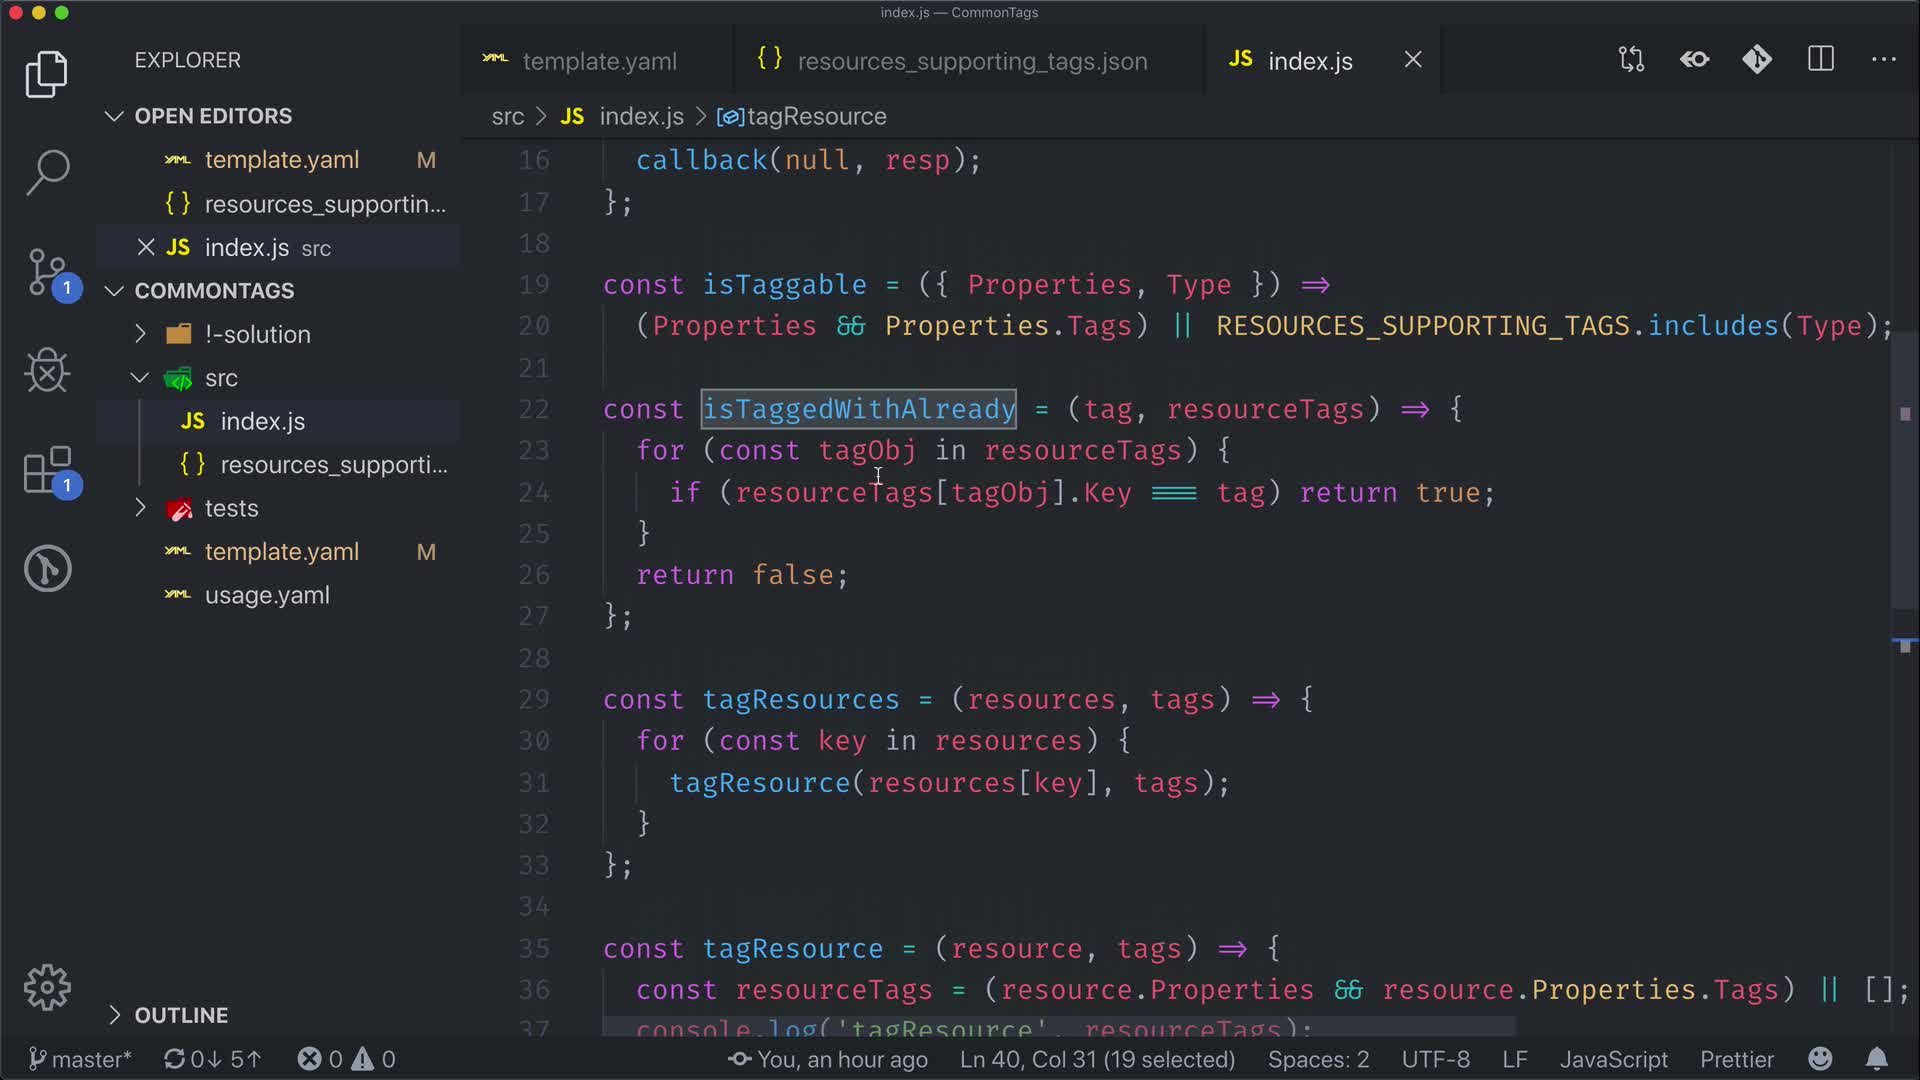 index.js — CommonTags
EXPLORER
OPEN EDITORS
template.yaml M
resources_supportin...
JS index.js src
COMMONTAGS
!-solution
src
JS index.js
resources_supporti...
tests
template.yaml M
usage.yaml
OUTLINE
1
1
template.yaml
{} resources_supporting_tags.json
JS index.js
src > JS index.js > tagResource
16 callback(null, resp);
17 };
18
19 const isTaggable = ({ Properties, Type }) =>
20 (Properties && Properties.Tags) || RESOURCES_SUPPORTING_TAGS.includes(Type);
21
22 const isTaggedWithAlready = (tag, resourceTags) => {
23 for (const tagObj in resourceTags) {
24 if (resourceTags[tagObj].Key === tag) return true;
25 }
26 return false;
27 };
28
29 const tagResources = (resources, tags) => {
30 for (const key in resources) {
31 tagResource(resources[key], tags);
32 }
33 };
34
35 const tagResource = (resource, tags) => {
36 const resourceTags = (resource.Properties && resource.Properties.Tags) || [];
37 console.log('tagResource', resourceTags);
master* 0↓ 5↑ 0 0 You, an hour ago Ln 40, Col 31 (19 selected) Spaces: 2 UTF-8 LF JavaScript Prettier